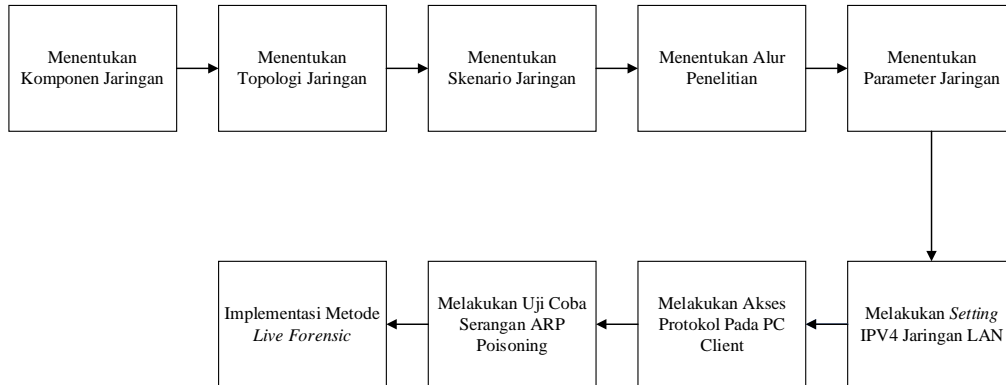 Menentukan
Komponen Jaringan
Menentukan
Topologi Jaringan
Menentukan
Skenario Jaringan
Menentukan Alur
Penelitian
Menentukan
Parameter Jaringan
Melakukan Setting
IPV4 Jaringan LAN
Melakukan Akses
Protokol Pada PC
Client
Melakukan Uji Coba
Serangan ARP
Poisoning
Implementasi Metode
Live Forensic